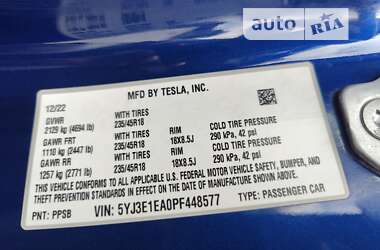 auto RIA
MFD BY TESLA, INC.
12/22
GVWR
2129 kg (4694 lb) WITH TIRES
235/45R18
GAWR FRT WITH TIRES RIM COLD TIRE PRESSURE
1110 kg (2447 lb) 235/45R18 18X8.5J 290 kPa, 42 psi
GAWR RR WITH TIRES RIM COLD TIRE PRESSURE
1257 kg (2771 lb) 235/45R18 18X8.5J 290 kPa, 42 psi
THIS VEHICLE CONFORMS TO ALL APPLICABLE U.S. FEDERAL MOTOR VEHICLE SAFETY, BUMPER, AND
THEFT PREVENTION STANDARDS IN EFFECT ON THE DATE OF MANUFACTURE SHOWN ABOVE.
PNT: PPSB VIN: 5YJ3E1EA0PF448577 TYPE: PASSENGER CAR